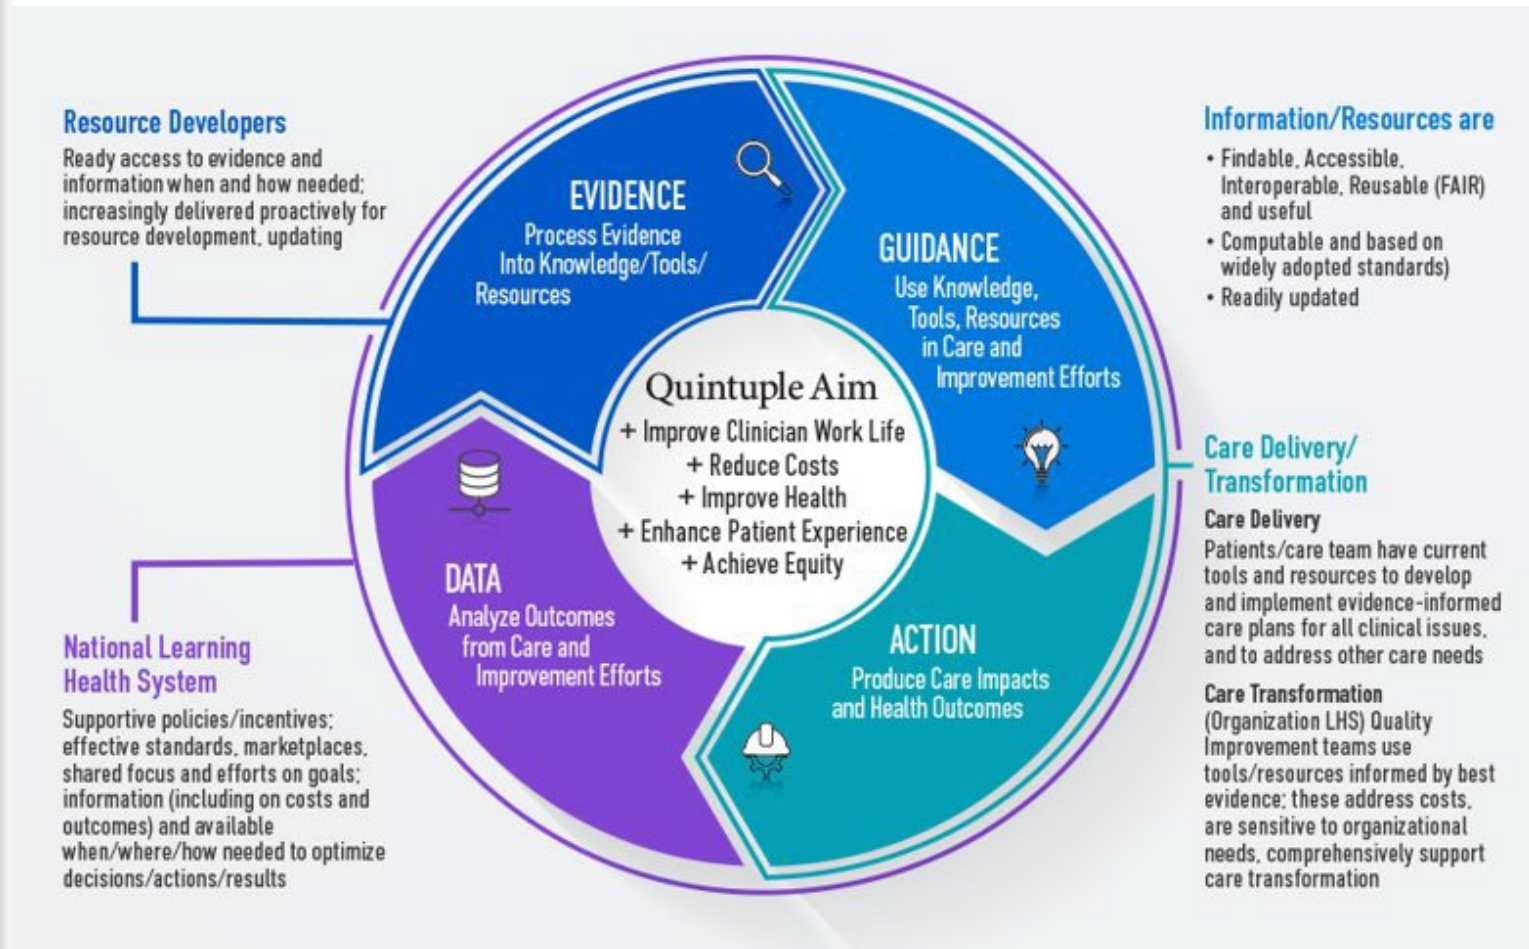 Resource Developers
Ready access to evidence and
information when and how needed;
increasingly delivered proactively for
resource development, updating
EVIDENCE
Process Evidence
Into Knowledge/Tools/
Resources
GUIDANCE
Use Knowledge,
Tools, Resources
in Care and
Improvement Efforts
Information/Resources are
• Findable, Accessible,
Interoperable, Reusable (FAIR)
and useful
• Computable and based on
widely adopted standards)
• Readily updated
Quintuple Aim
+ Improve Clinician Work Life
+ Reduce Costs
+ Improve Health
+ Enhance Patient Experience
+ Achieve Equity
DATA
Analyze Outcomes
from Care and
Improvement Efforts
ACTION
Produce Care Impacts
and Health Outcomes
National Learning
Health System
Supportive policies/incentives;
effective standards, marketplaces,
shared focus and efforts on goals;
information (including on costs and
outcomes) and available
when/where/how needed to optimize
decisions/actions/results
Care Delivery/
Transformation
Care Delivery
Patients/care team have current
tools and resources to develop
and implement evidence-informed
care plans for all clinical issues,
and to address other care needs
Care Transformation
(Organization LHS) Quality
Improvement teams use
tools/resources informed by best
evidence; these address costs,
are sensitive to organizational
needs, comprehensively support
care transformation